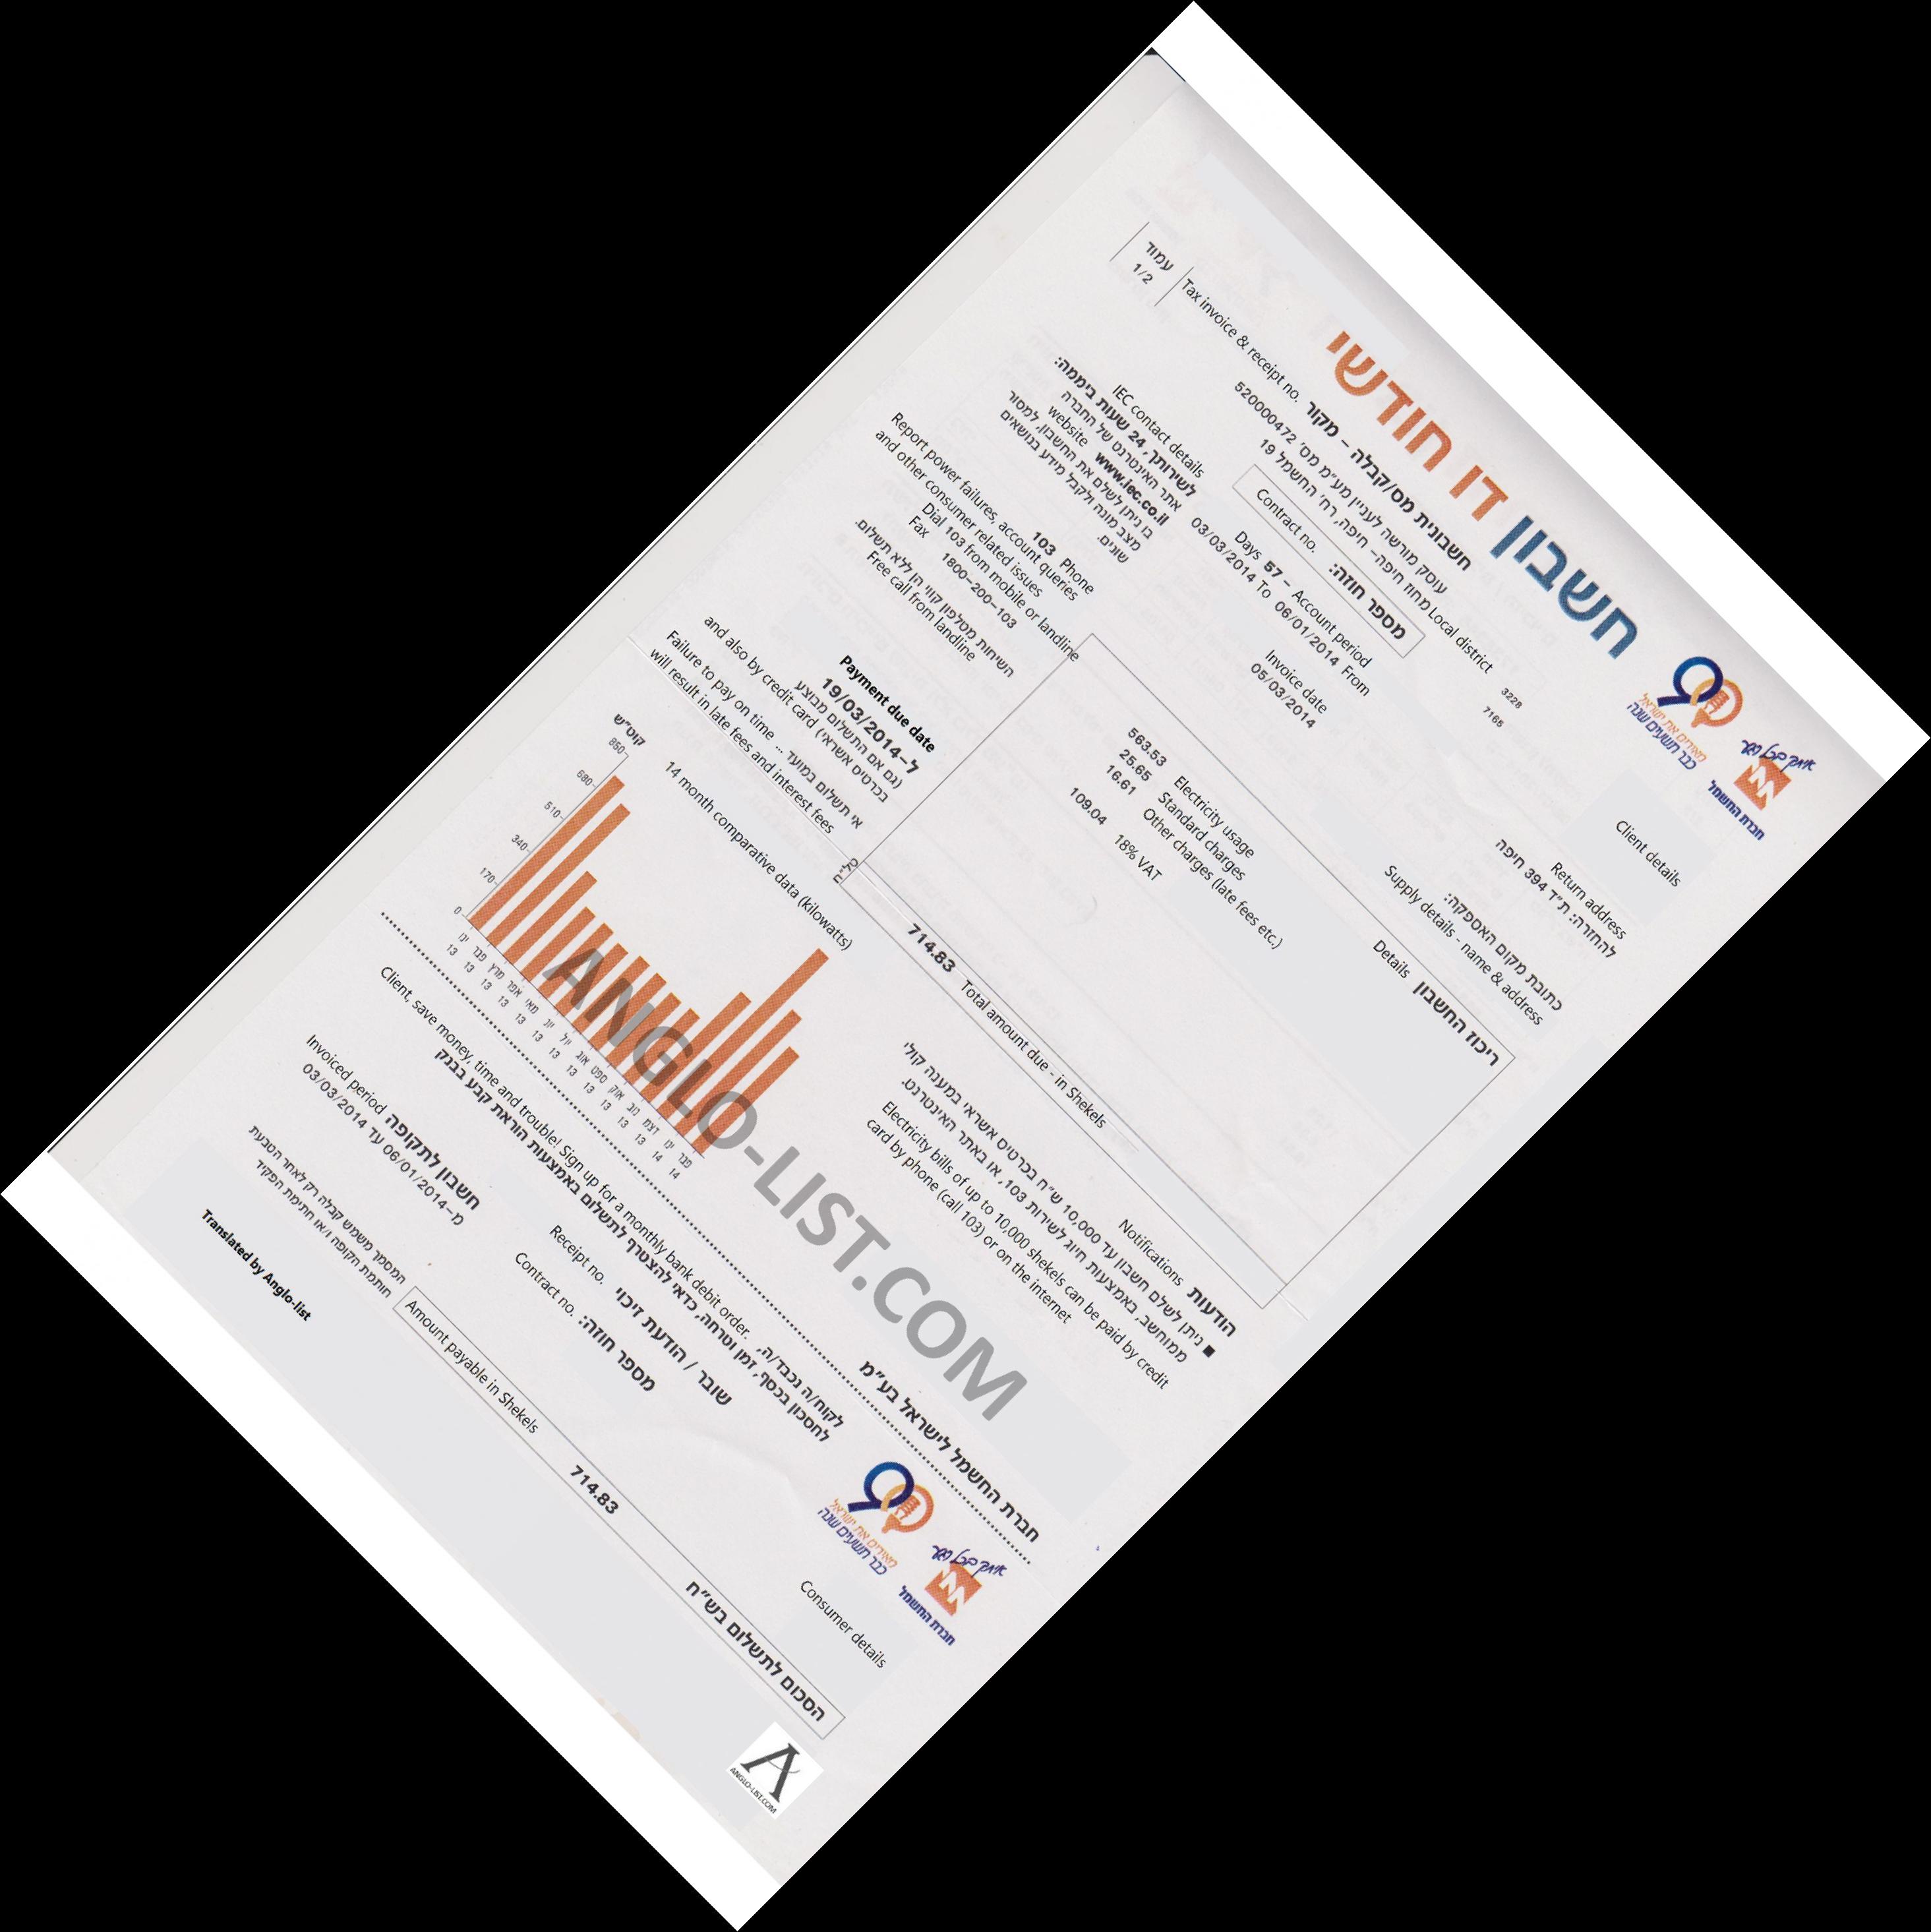 חשבון דו חודשי
כבר תשעים שנה
מאירים את ישראל
חברת החשמל
Tax invoice & receipt no. חשבונית מס/קבלה – מקור
עמוד
1/2
עוסק מורשה לעניין מע״מ מס׳ 520000472
Local district מחוז חיפה– חיפה, רח׳ החשמל 19
3228
7165
Contract no. מספר חוזה:
Client details
Return address
להחזרה: ת״ד 394 חיפה
כתובת מקום האספקה:
Supply details - name & address
Account period – 57 Days
From 06/01/2014 To 03/03/2014
Invoice date
05/03/2014
IEC contact details
לשירותך, 24 שעות ביממה:
אתר האינטרנט של החברה
website www.iec.co.il
בו ניתן לשלם את החשבון, למסור
מצב מונה ולקבל מידע בנושאים
שונים.
Phone 103
Report power failures, account queries
and other consumer related issues
Dial 103 from mobile or landline
Fax 1800-200-103
השיחות מטלפון קווי הן ללא תשלום.
Free call from landline
Details ריכוז החשבון
Electricity usage 563.53
Standard charges 25.65
Other charges (late fees etc.) 16.61
18% VAT 109.04
Total amount due - in Shekels 714.83
Payment due date
ל–19/03/2014
(גם אם התשלום מבוצע
בכרטיס אשראי)
and also by credit card
אי תשלום במועד ...
Failure to pay on time
will result in late fees and interest fees
Notifications הודעות
■ ניתן לשלם חשבון עד 10,000 ש״ח בכרטיס אשראי במענה קולי
ממוחשב, באמצעות חיוג לשירות 103, או באתר האינטרנט.
Electricity bills of up to 10,000 shekels can be paid by credit
card by phone (call 103) or on the internet
14 month comparative data (kilowatts)
קוט״ש
850
680
510
340
170
0
ינו פבר מרץ אפר מאי יונ יול אוג ספט אוק נוב דצמ ינו פבר
13 13 13 13 13 13 13 13 13 13 13 13 14 14
ANGLO-LIST.COM
חברת החשמל לישראל בע״מ
Client, save money, time and trouble! Sign up for a monthly bank debit order.
לקוח/ה נכבד/ה,
לחסכון בכסף, זמן וטרחה, כדאי להצטרף לתשלום באמצעות הוראת קבע בבנק
כבר תשעים שנה
מאירים את ישראל
חברת החשמל
Receipt no. שובר / הודעת זיכוי
Contract no. מספר חוזה:
Invoiced period חשבון לתקופה
מ–06/01/2014 עד 03/03/2014
Consumer details
המסמך משמש קבלה רק לאחר הטבעת
חותמת הקופה ו/או חתימת הפקיד
הסכום לתשלום בש״ח 714.83 Amount payable in Shekels
Translated by Anglo-list
A
ANGLO-LIST.COM